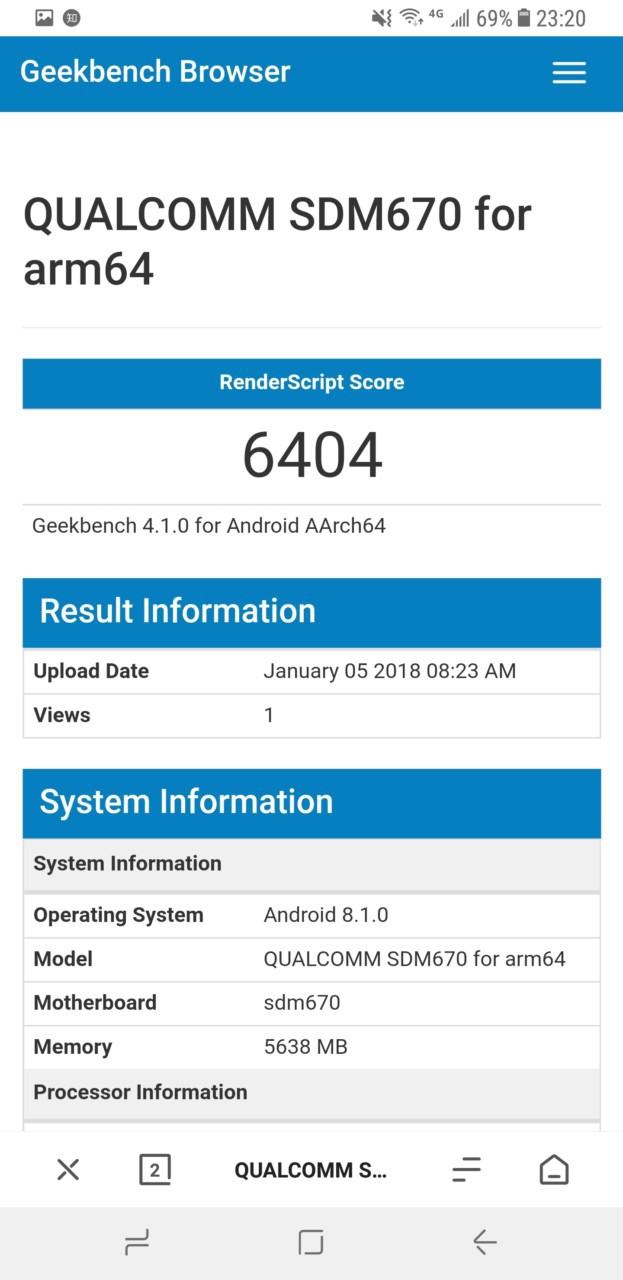 知
4G 69% 23:20
Geekbench Browser
QUALCOMM SDM670 for
arm64
RenderScript Score
6404
Geekbench 4.1.0 for Android AArch64
Result Information
Upload Date January 05 2018 08:23 AM
Views 1
System Information
System Information
Operating System Android 8.1.0
Model QUALCOMM SDM670 for arm64
Motherboard sdm670
Memory 5638 MB
Processor Information
2 QUALCOMM S...